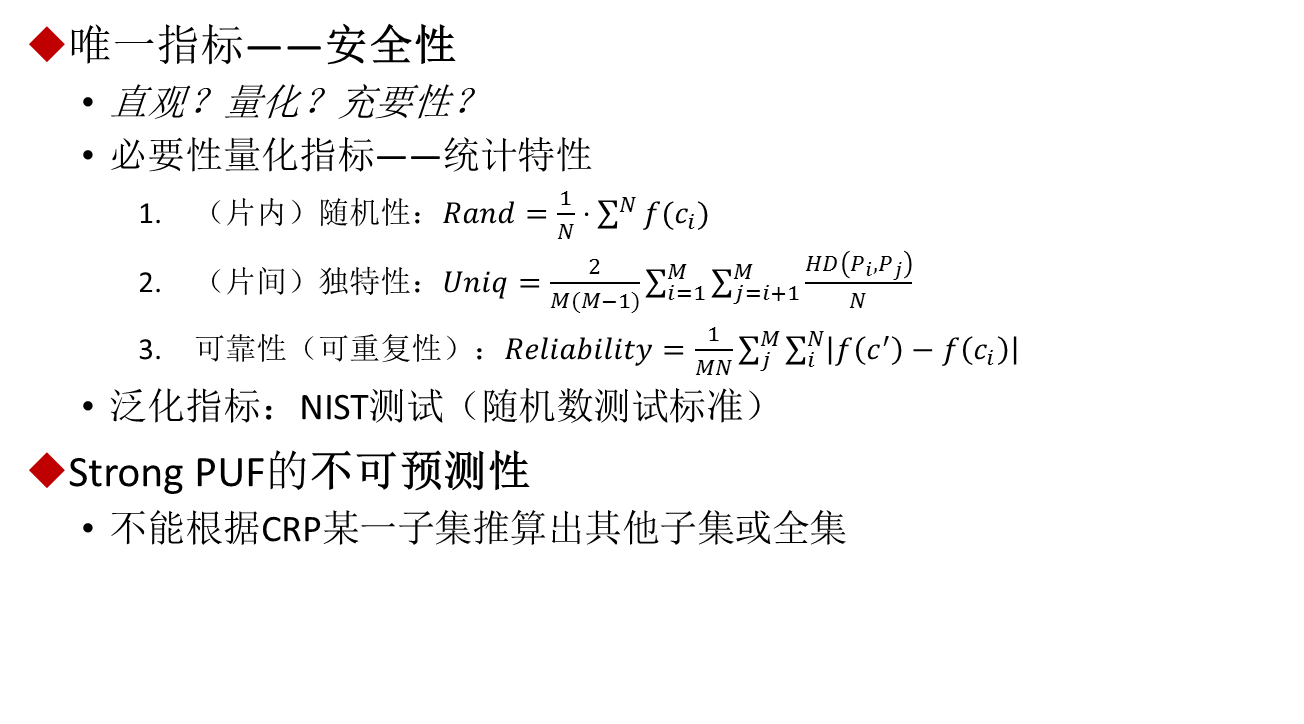 ◆唯一指标——安全性
• 直观？量化？充要性？
• 必要性量化指标——统计特性
1. （片内）随机性：Rand = \frac{1}{N} · ∑^N f(c_i)
2. （片间）独特性：Uniq = \frac{2}{M(M−1)} ∑_{i=1}^{M} ∑_{j=i+1}^{M} \frac{HD(P_i,P_j)}{N}
3. 可靠性（可重复性）：Reliability = \frac{1}{MN} ∑_j^M ∑_i^N |f(c′) − f(c_i)|
• 泛化指标：NIST测试（随机数测试标准）
◆Strong PUF的不可预测性
• 不能根据CRP某一子集推算出其他子集或全集